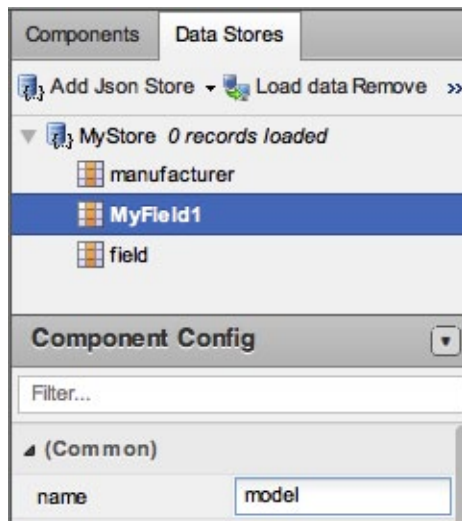 Components Data Stores
Add Json Store Load data Remove »
MyStore 0 records loaded
manufacturer
MyField1
field
Component Config
Filter...
(Common)
name model